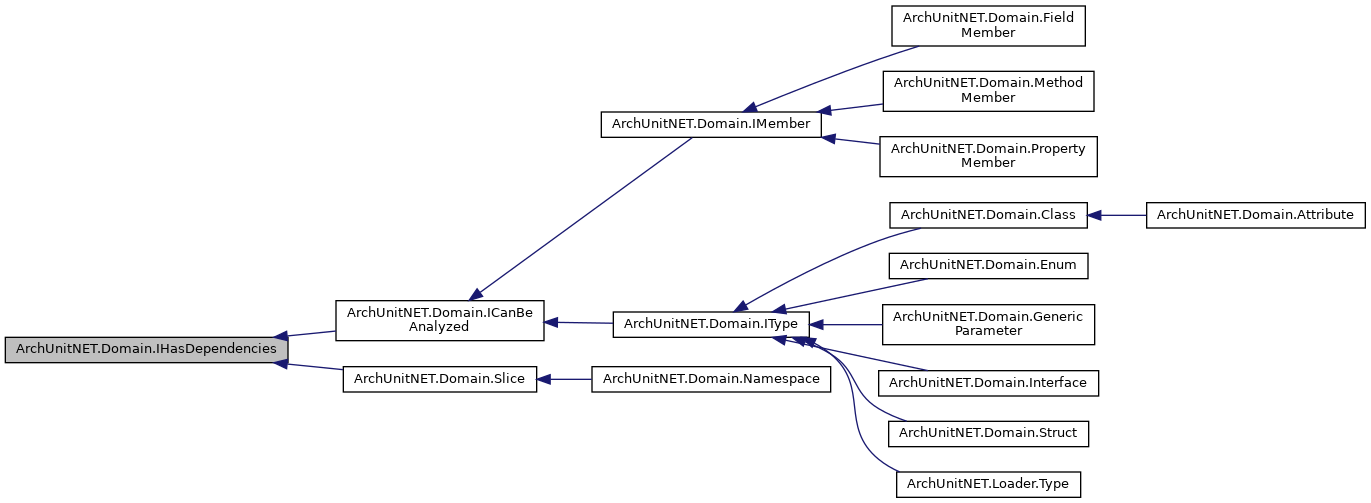 ArchUnitNET.Domain.Field
Member
ArchUnitNET.Domain.Method
Member
ArchUnitNET.Domain.IMember
ArchUnitNET.Domain.Property
Member
ArchUnitNET.Domain.Class
ArchUnitNET.Domain.Attribute
ArchUnitNET.Domain.Enum
ArchUnitNET.Domain.ICanBe
Analyzed
ArchUnitNET.Domain.IType
ArchUnitNET.Domain.Generic
Parameter
ArchUnitNET.Domain.IHasDependencies
ArchUnitNET.Domain.Slice
ArchUnitNET.Domain.Namespace
ArchUnitNET.Domain.Interface
ArchUnitNET.Domain.Struct
ArchUnitNET.Loader.Type